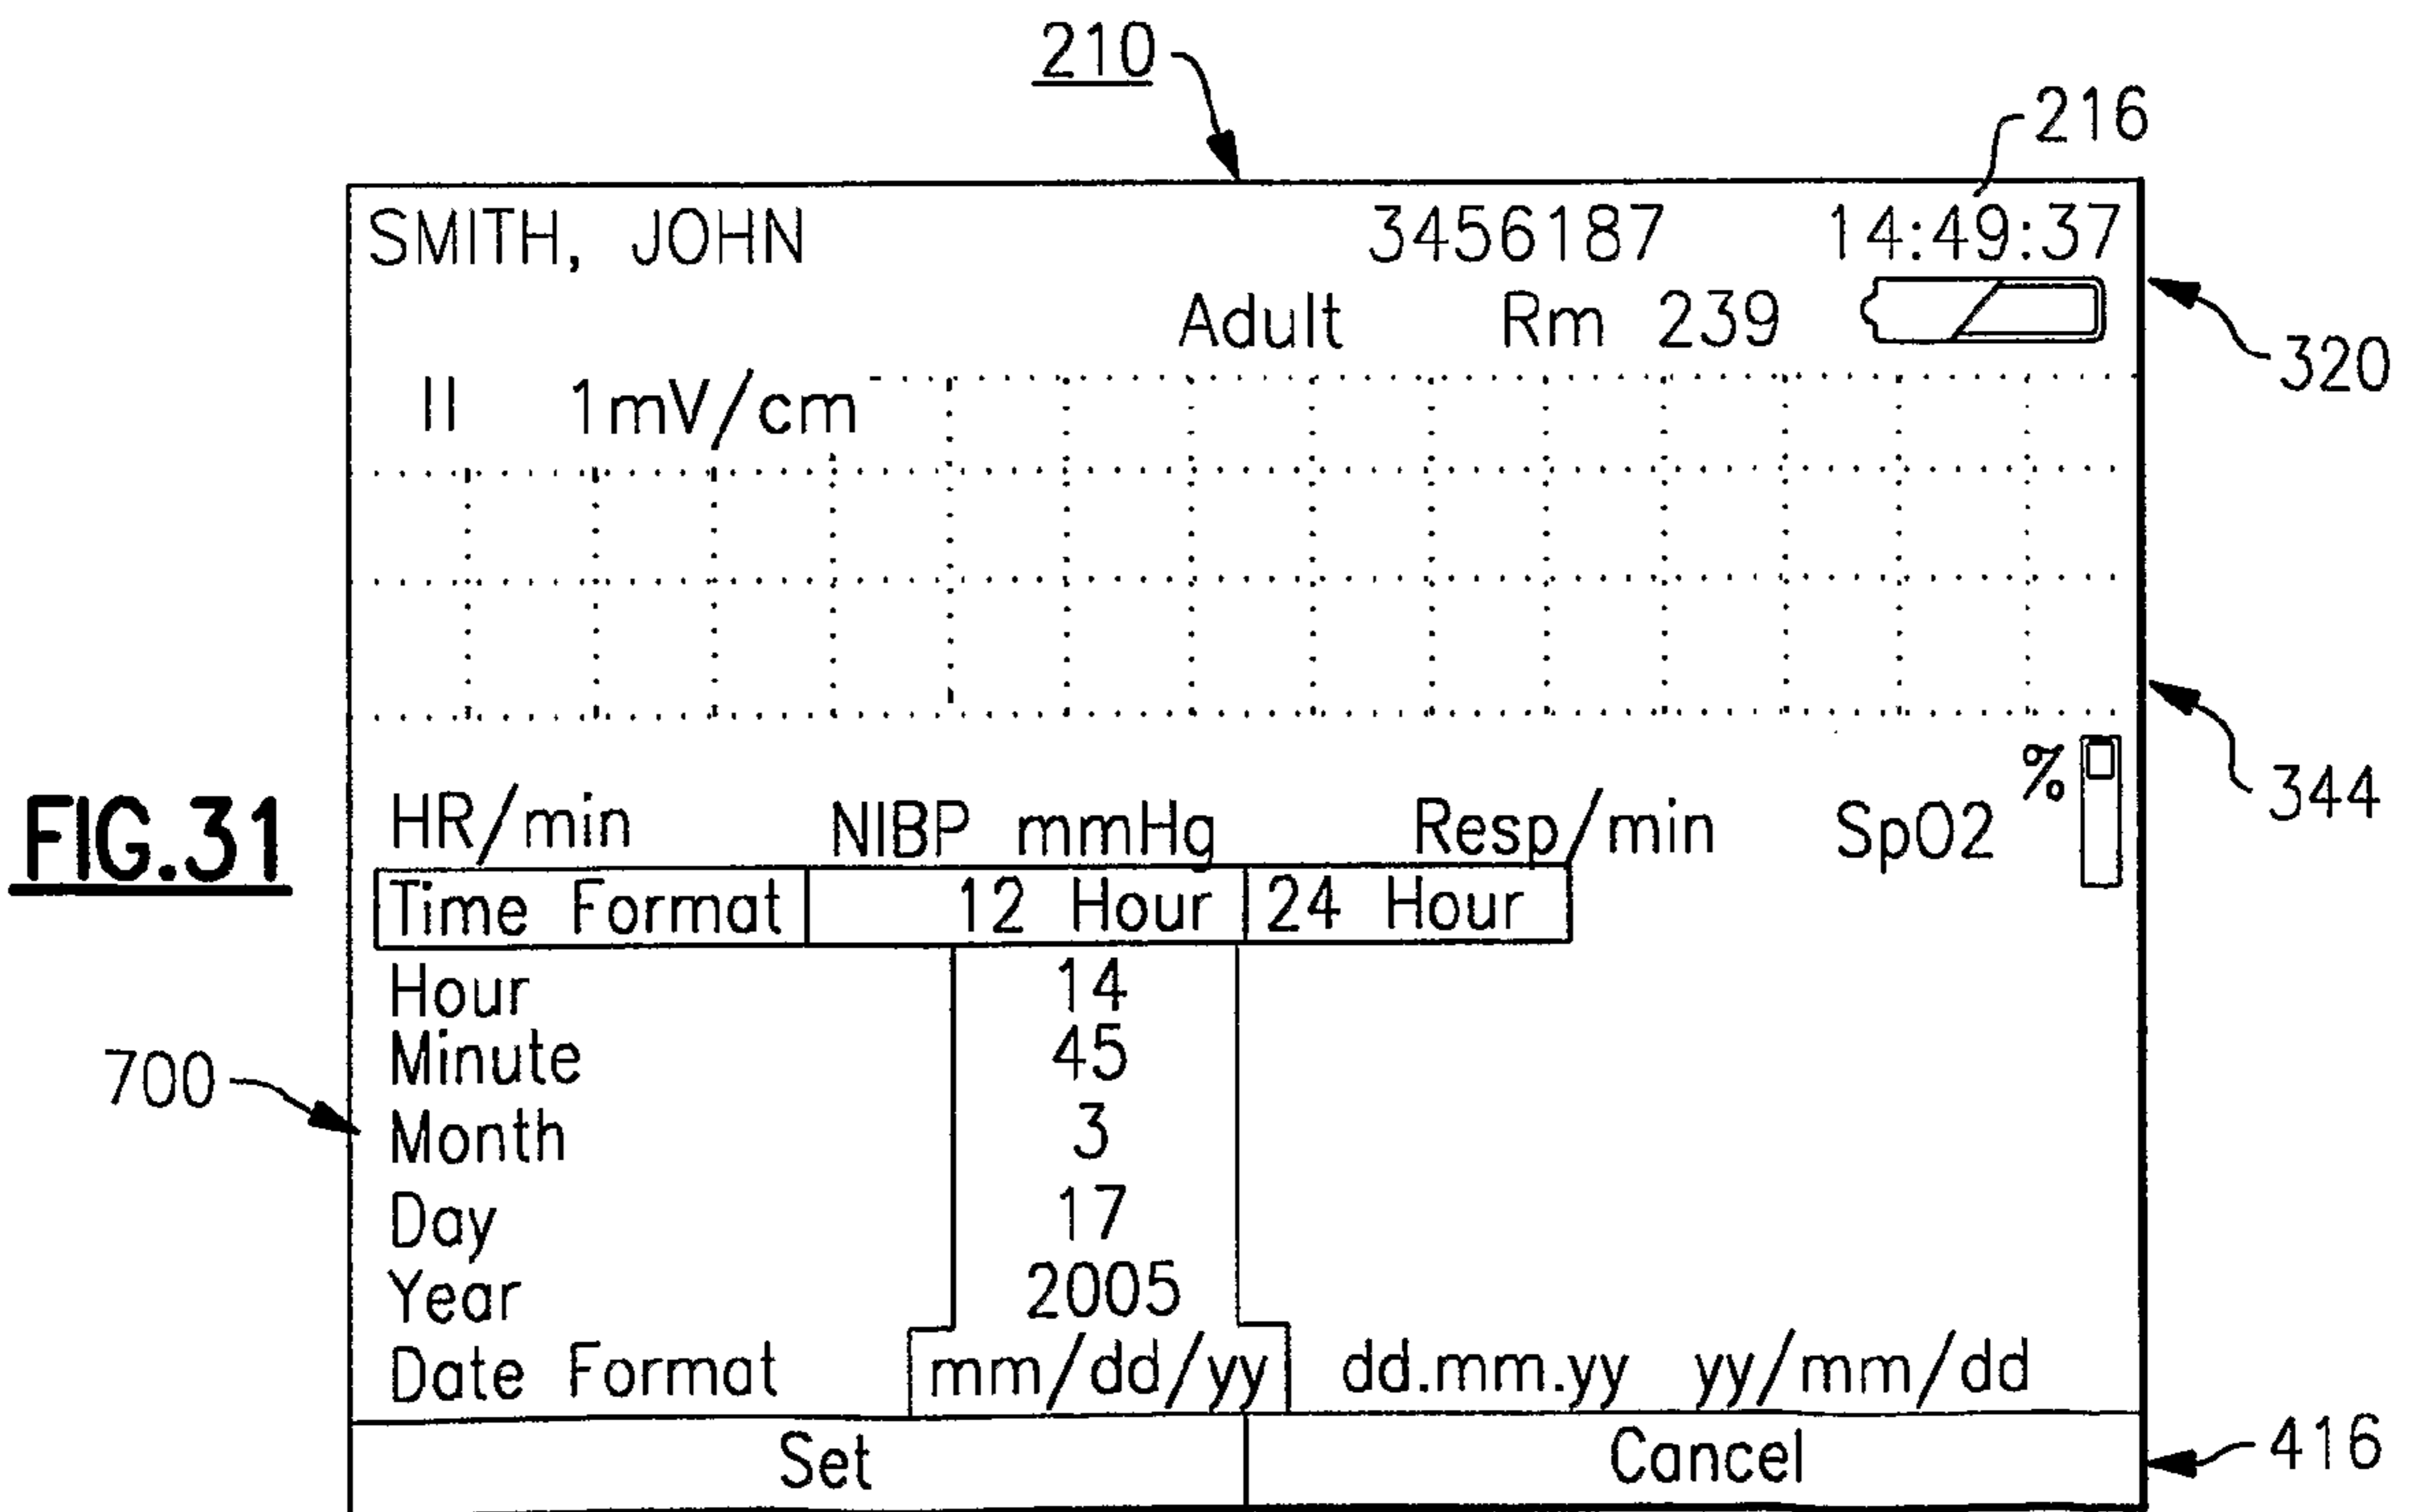 210
216
SMITH, JOHN 3456187 14:49:37
Adult Rm 239
320
II 1mV/cm
344
%
HR/min NIBP mmHg Resp/min SpO2
FIG.31
Time Format 12 Hour 24 Hour
Hour 14
Minute 45
700
Month 3
Day 17
Year 2005
Date Format mm/dd/yy dd.mm.yy yy/mm/dd
Set Cancel
416